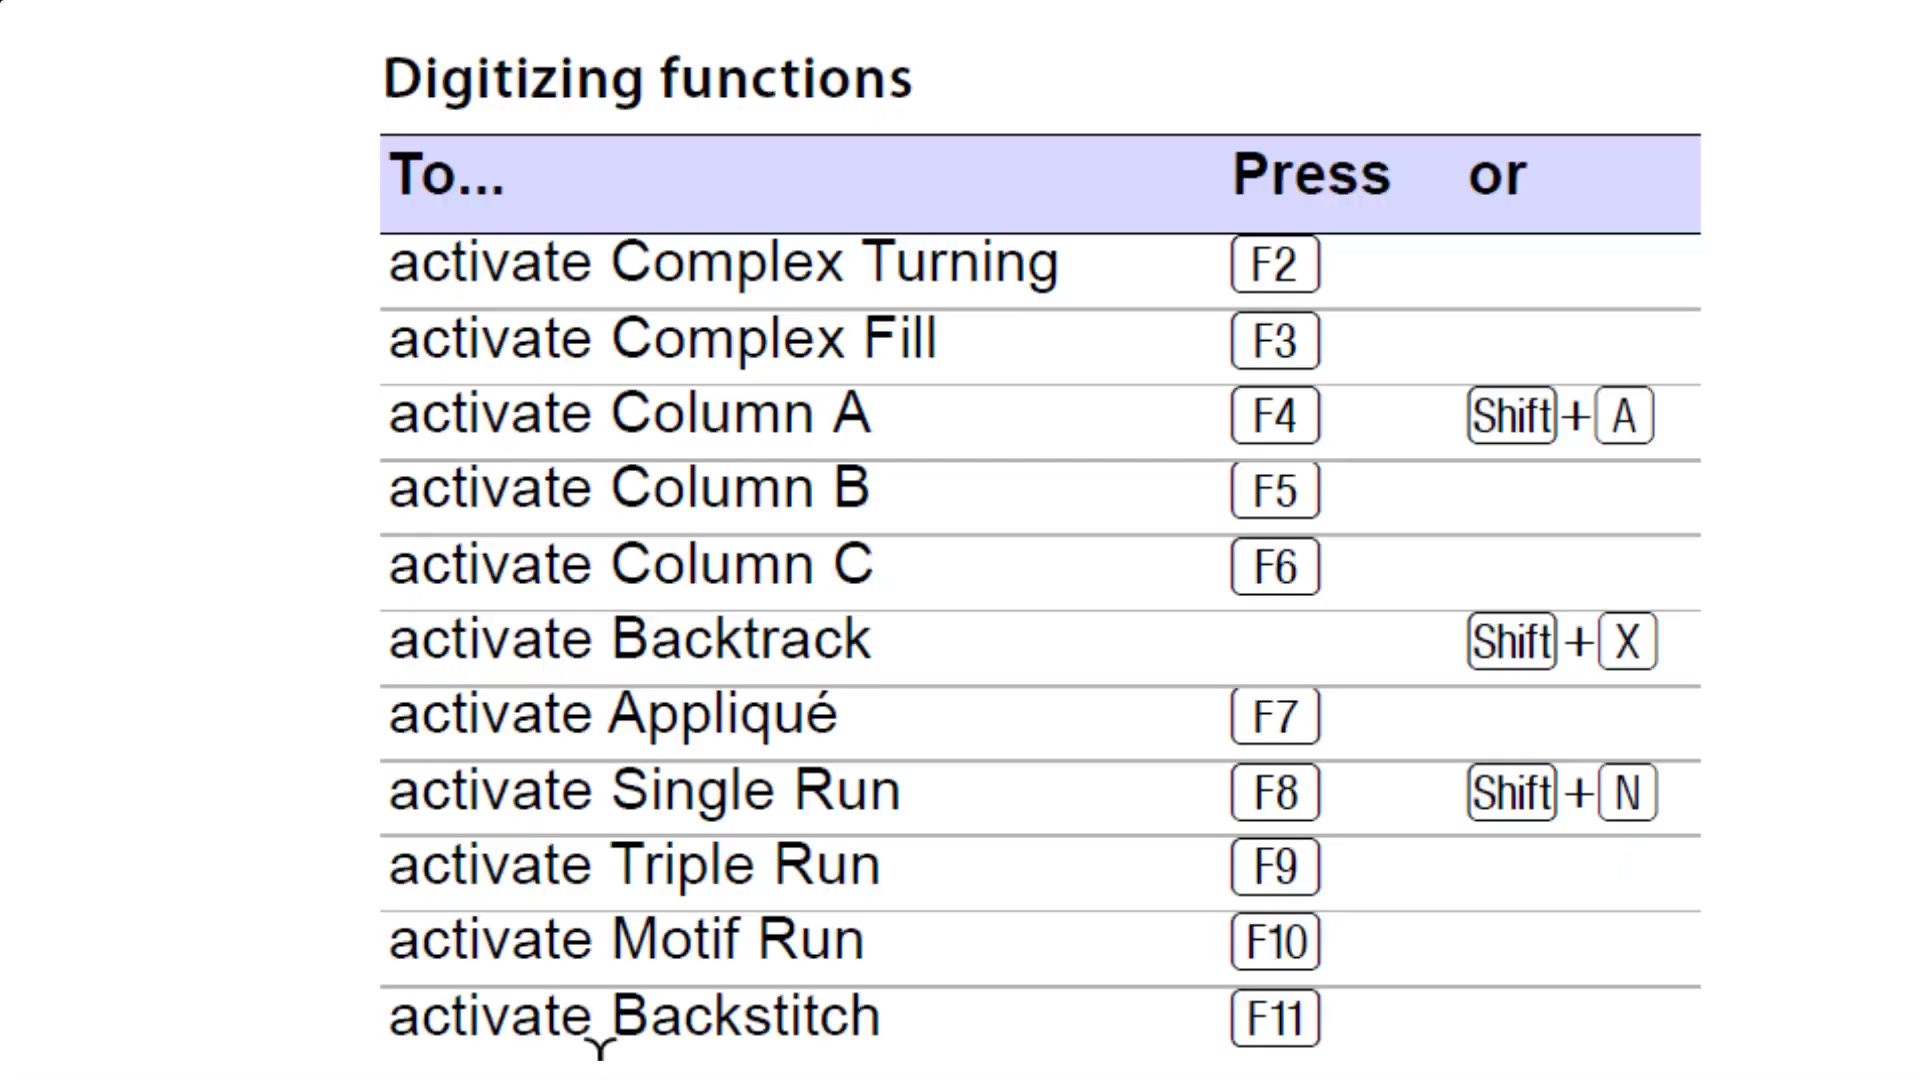 Digitizing functions
To... Press or
activate Complex Turning F2
activate Complex Fill F3
activate Column A F4 Shift+A
activate Column B F5
activate Column C F6
activate Backtrack Shift+X
activate Appliqué F7
activate Single Run F8 Shift+N
activate Triple Run F9
activate Motif Run F10
activate Backstitch F11